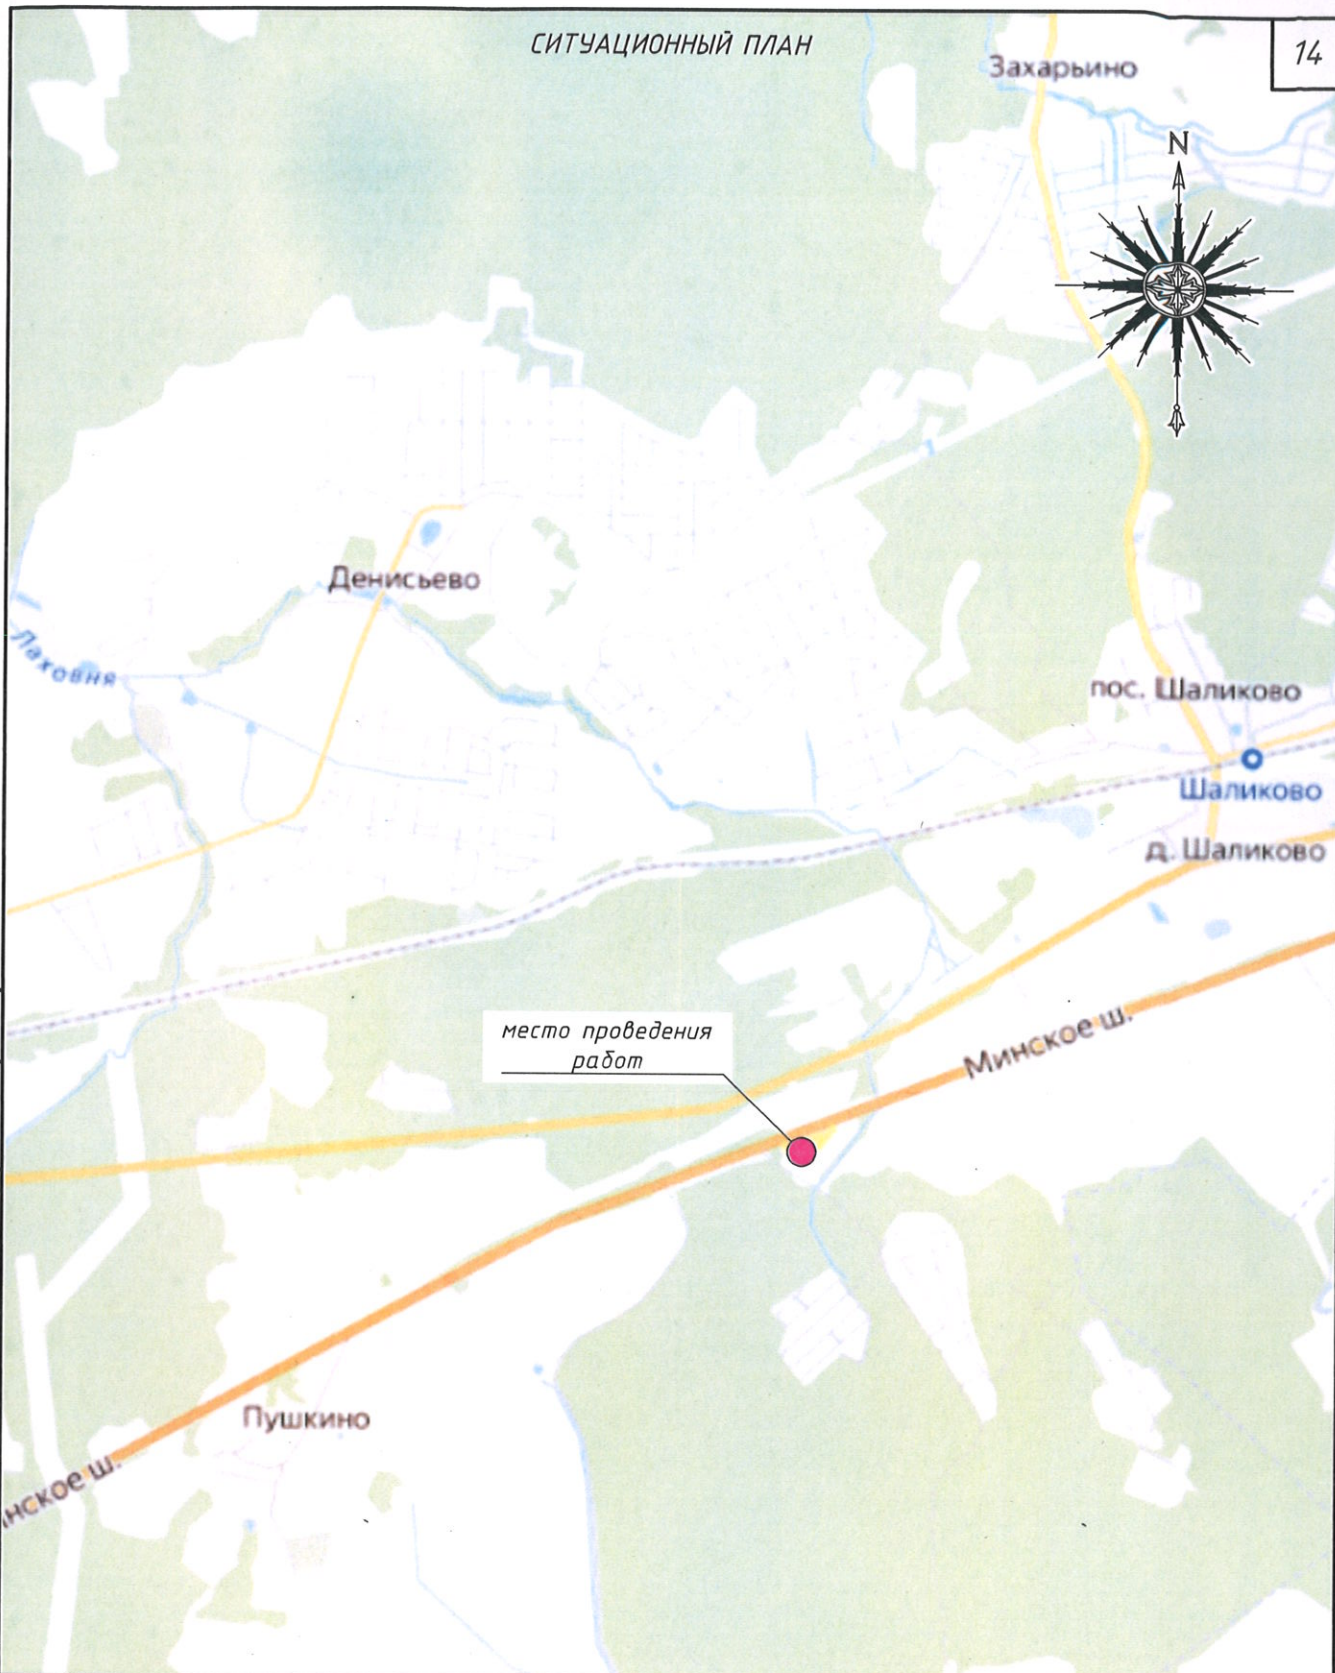 СИТУАЦИОННЫЙ ПЛАН
14
Захарьино
N
Денисьево
Лаховня
пос. Шаликово
Шаликово
д. Шаликово
место проведения
работ
Минское ш.
Пушкино
инское ш.